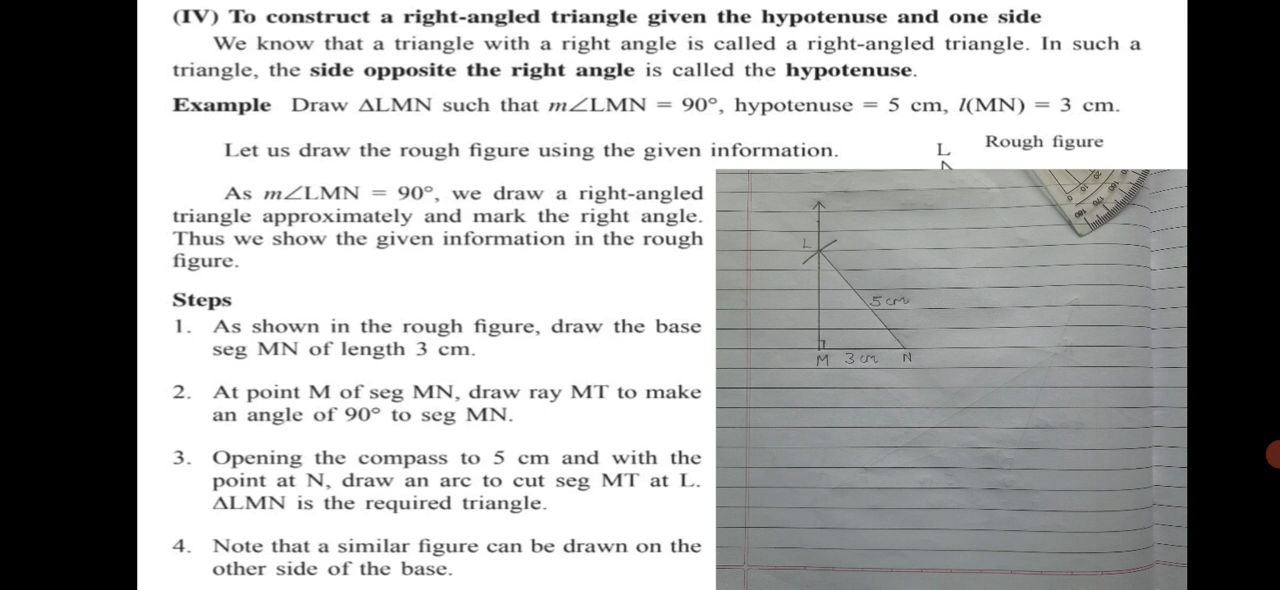 (IV) To construct a right-angled triangle given the hypotenuse and one side
We know that a triangle with a right angle is called a right-angled triangle. In such a
triangle, the side opposite the right angle is called the hypotenuse.
Example Draw ΔLMN such that m∠LMN = 90°, hypotenuse = 5 cm, l(MN) = 3 cm.
Let us draw the rough figure using the given information.
L
Rough figure
As m∠LMN = 90°, we draw a right-angled
triangle approximately and mark the right angle.
Thus we show the given information in the rough
figure.
Steps
1. As shown in the rough figure, draw the base
seg MN of length 3 cm.
2. At point M of seg MN, draw ray MT to make
an angle of 90° to seg MN.
3. Opening the compass to 5 cm and with the
point at N, draw an arc to cut seg MT at L.
ΔLMN is the required triangle.
4. Note that a similar figure can be drawn on the
other side of the base.
L
5 cm
M 3 cm N